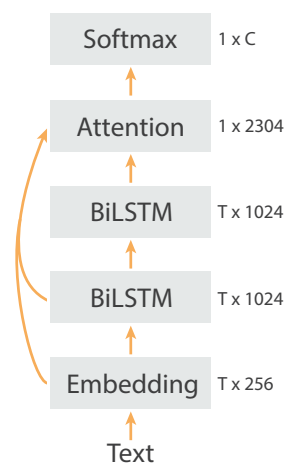 Softmax 1 x C
Attention 1 x 2304
BiLSTM T x 1024
BiLSTM T x 1024
Embedding T x 256
Text